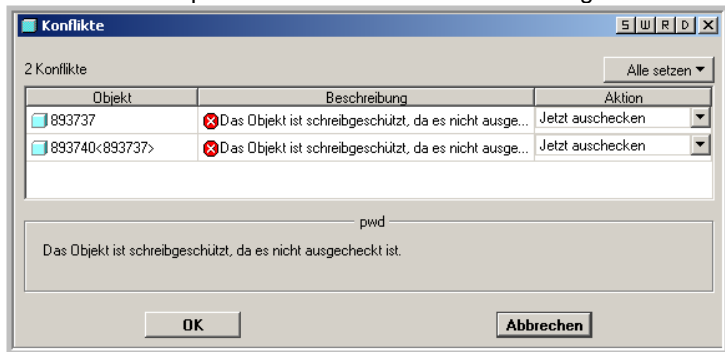 Konflikte
S W R D X
2 Konflikte
Alle setzen
Objekt Beschreibung Aktion
893737 Das Objekt ist schreibgeschützt, da es nicht ausge... Jetzt auschecken
893740<893737> Das Objekt ist schreibgeschützt, da es nicht ausge... Jetzt auschecken
pwd
Das Objekt ist schreibgeschützt, da es nicht ausgecheckt ist.
OK Abbrechen